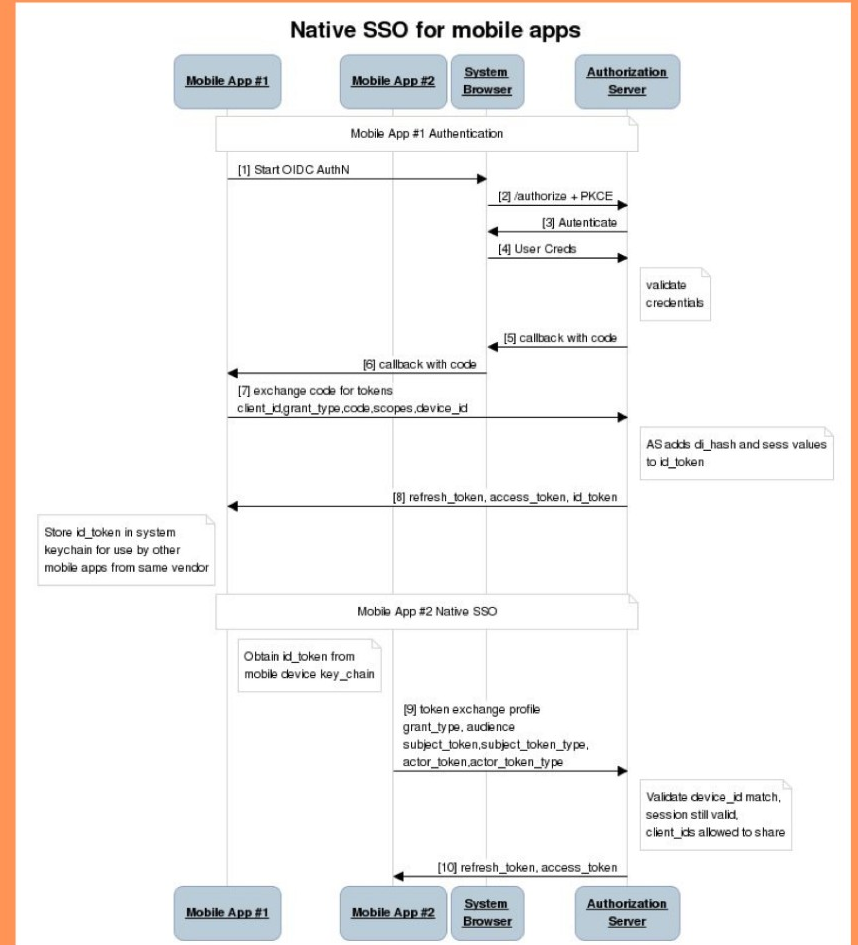 Native SSO for mobile apps
Mobile App #1
Mobile App #2
System
Browser
Authorization
Server
Mobile App #1 Authentication
[1] Start OIDC AuthN
[2] /authorize + PKCE
[3] Autenticate
[4] User Creds
validate
credentials
[5] callback with code
[6] callback with code
[7] exchange code for tokens
client_id,grant_type,code,scopes,device_id
AS adds di_hash and sess values
to id_token
[8] refresh_token, access_token, id_token
Store id_token in system
keychain for use by other
mobile apps from same vendor
Mobile App #2 Native SSO
Obtain id_token from
mobile device key_chain
[9] token exchange profile
grant_type, audience
subject_token,subject_token_type,
actor_token,actor_token_type
Validate device_id match,
session still valid,
client_ids allowed to share
[10] refresh_token, access_token
Mobile App #1
Mobile App #2
System
Browser
Authorization
Server